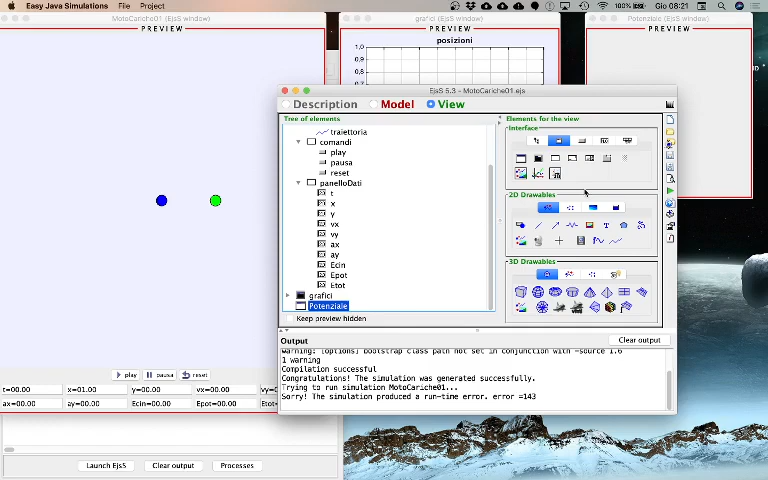 Easy Java Simulations File Project 100% Gio 08:21
MotoCariche01 (EjsS window)
grafici (EjsS window)
Potenziale (EjsS window)
PREVIEW
PREVIEW
PREVIEW
posizioni
1,0
0,9
0,8
0,7
EjsS 5.3 - MotoCariche01.ejs
Description Model View
Tree of elements
traiettoria
comandi
play
pausa
reset
panelloDati
t
x
y
vx
vy
ax
ay
Ecin
Epot
Etot
grafici
Potenziale
Keep preview hidden
Elements for the view
Interface
2D Drawables
3D Drawables
Output
Clear output
warning: [options] bootstrap class path not set in conjunction with -source 1.6
1 warning
Compilation successful
Congratulations! The simulation was generated successfully.
Trying to run simulation MotoCariche01...
Sorry! The simulation produced a run-time error. error =143
play pausa reset
t=00.00 x=01.00 y=00.00 vx=00.00 vy=0
ax=00.00 ay=00.00 Ecin=00.00 Epot=00.00 Etot=
Launch EjsS Clear output Processes